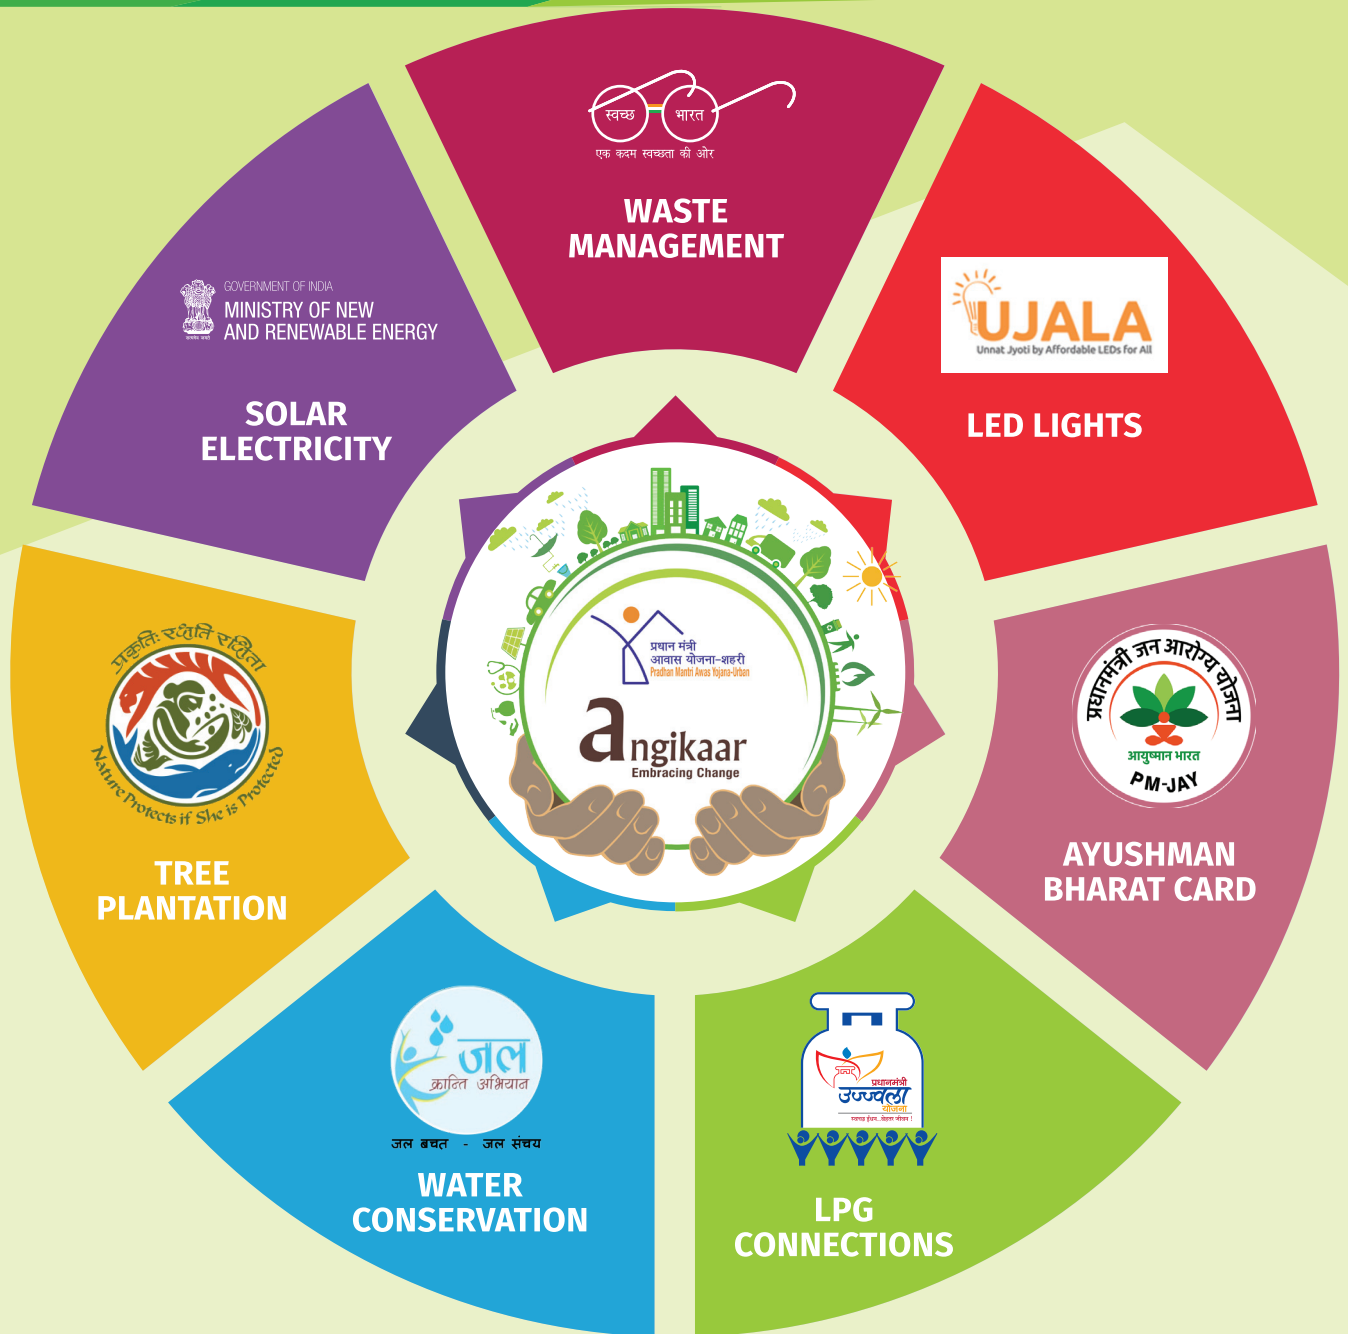 स्वच्छ भारत
एक कदम स्वच्छता की ओर
WASTE
MANAGEMENT
UJALA
Unnat Jyoti by Affordable LEDs for All
LED LIGHTS
प्रधानमंत्री जन आरोग्य योजना
आयुष्मान भारत
PM-JAY
AYUSHMAN
BHARAT CARD
प्रधानमंत्री
उज्ज्वला
योजना
स्वच्छ ईंधन...बेहतर जीवन !
LPG
CONNECTIONS
जल
क्रान्ति अभियान
जल बचत - जल संचय
WATER
CONSERVATION
प्रकृतिः रक्षति रक्षिता
Nature Protects if She is Protected
TREE
PLANTATION
GOVERNMENT OF INDIA
MINISTRY OF NEW
AND RENEWABLE ENERGY
SOLAR
ELECTRICITY
प्रधान मंत्री
आवास योजना-शहरी
Pradhan Mantri Awas Yojana-Urban
angikaar
Embracing Change